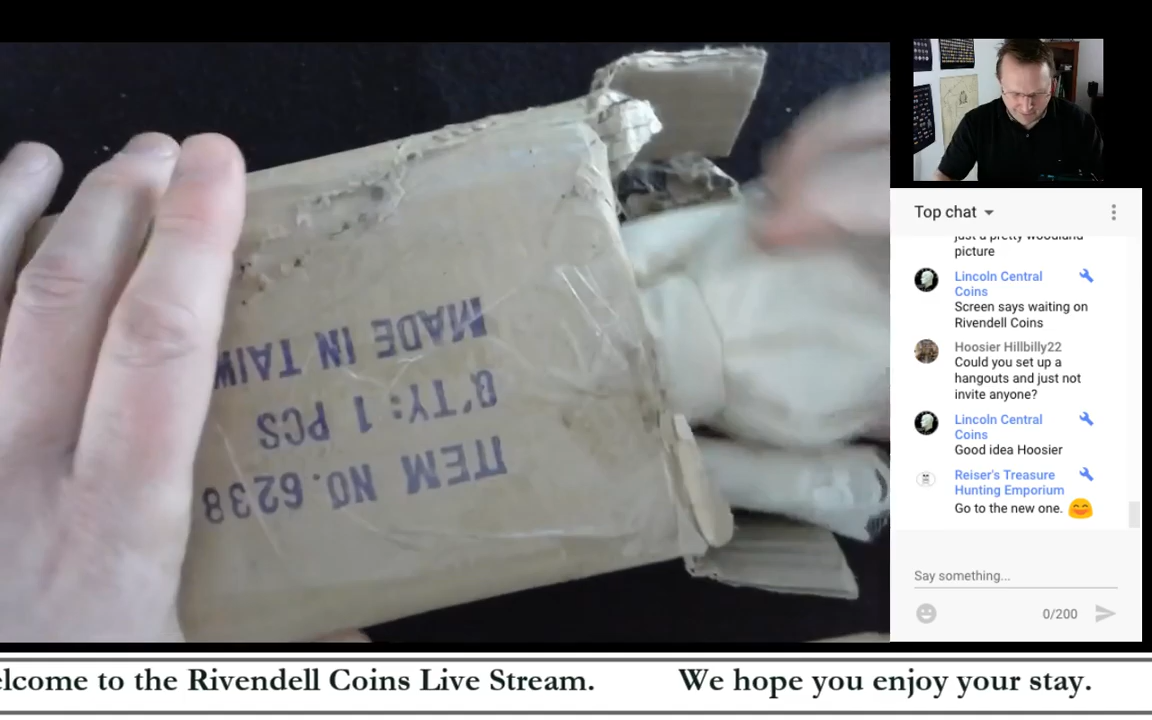 Top chat
just a pretty woodland
picture
Lincoln Central
Coins
Screen says waiting on
Rivendell Coins
Hoosier Hillbilly22
Could you set up a
hangouts and just not
invite anyone?
Lincoln Central
Coins
Good idea Hoosier
Reiser's Treasure
Hunting Emporium
Go to the new one.
Say something...
0/200
ITEM NO.6238
Q'TY: 1 PCS
MADE IN TAIW
elcome to the Rivendell Coins Live Stream. We hope you enjoy your stay.